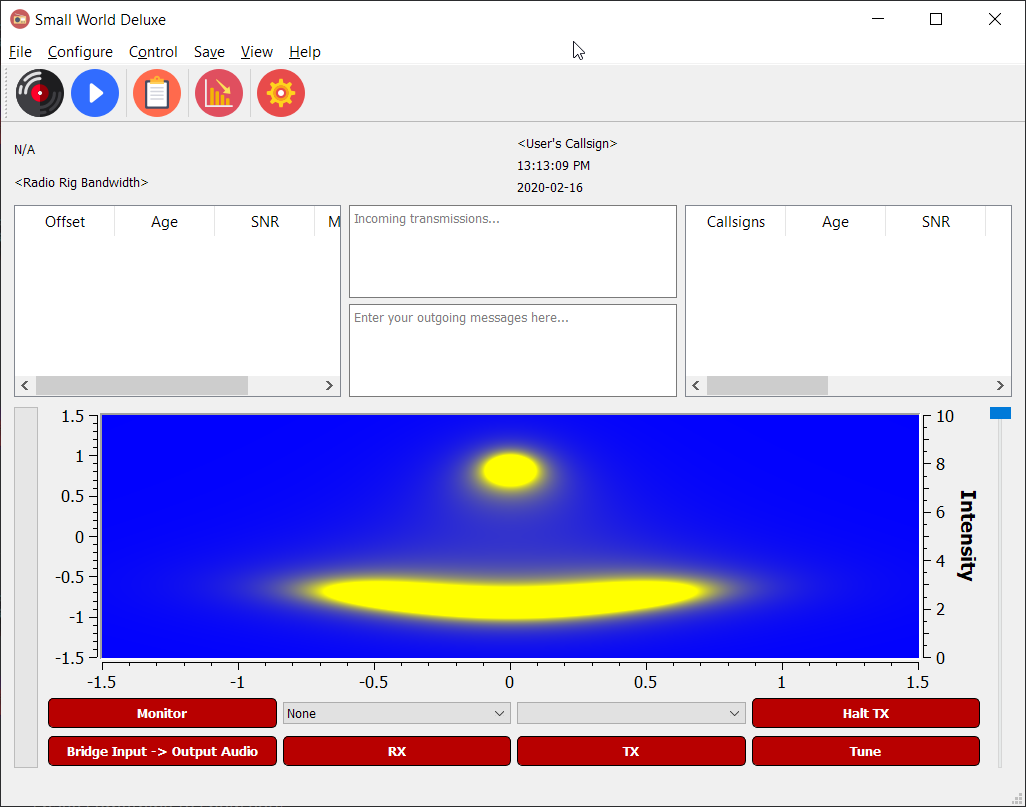 Small World Deluxe
File Configure Control Save View Help
N/A
<User's Callsign>
13:13:09 PM
<Radio Rig Bandwidth>
2020-02-16
Offset Age SNR M
Incoming transmissions...
Callsigns Age SNR
Enter your outgoing messages here...
1.5 10
1 8
0.5 6
0 Intensity
-0.5 4
-1 2
-1.5 0
-1.5 -1 -0.5 0 0.5 1 1.5
Monitor None Halt TX
Bridge Input -> Output Audio RX TX Tune